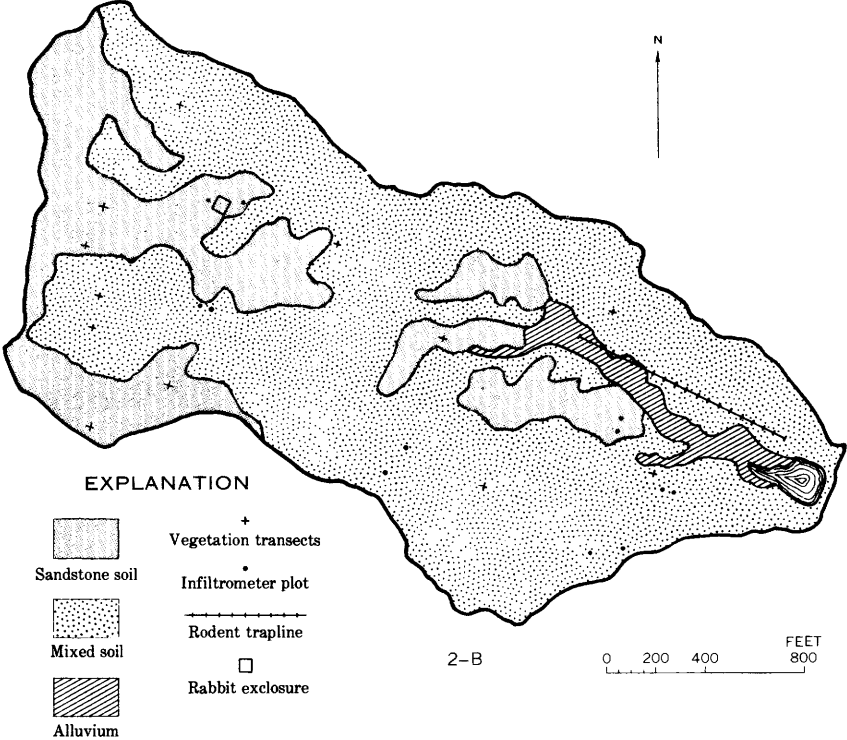 N
EXPLANATION
Sandstone soil
Mixed soil
Alluvium
Vegetation transects
Infiltrometer plot
Rodent trapline
Rabbit exclosure
2-B
FEET
0 200 400 800